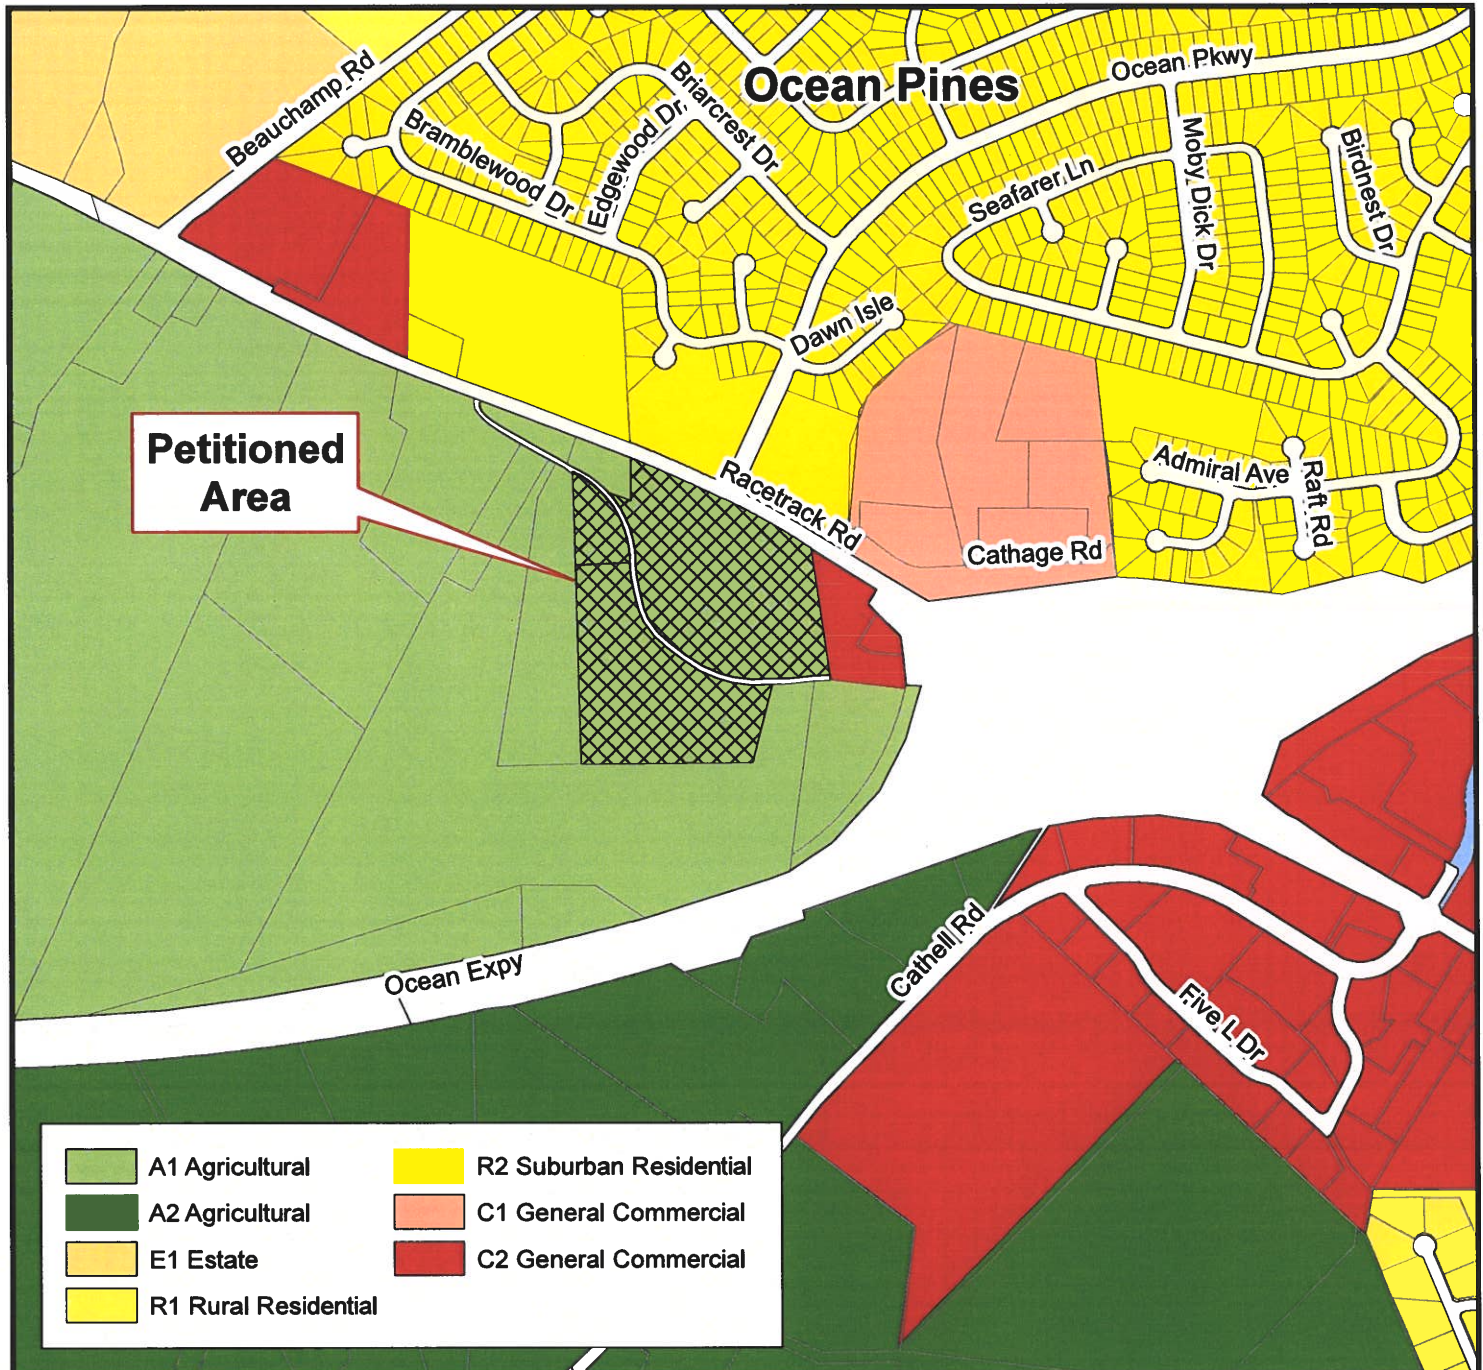 Ocean Pines
Ocean Pkwy
Beauchamp Rd
Briarcrest Dr
Bramblewood Dr
Edgewood Dr
Moby Dick Dr
Birdnest Dr
Seafarer Ln
Dawn Isle
Petitioned
Area
Racetrack Rd
Admiral Ave
Raft Rd
Cathage Rd
Cathell Rd
Ocean Expy
Five L Dr
A1 Agricultural
A2 Agricultural
E1 Estate
R1 Rural Residential
R2 Suburban Residential
C1 General Commercial
C2 General Commercial